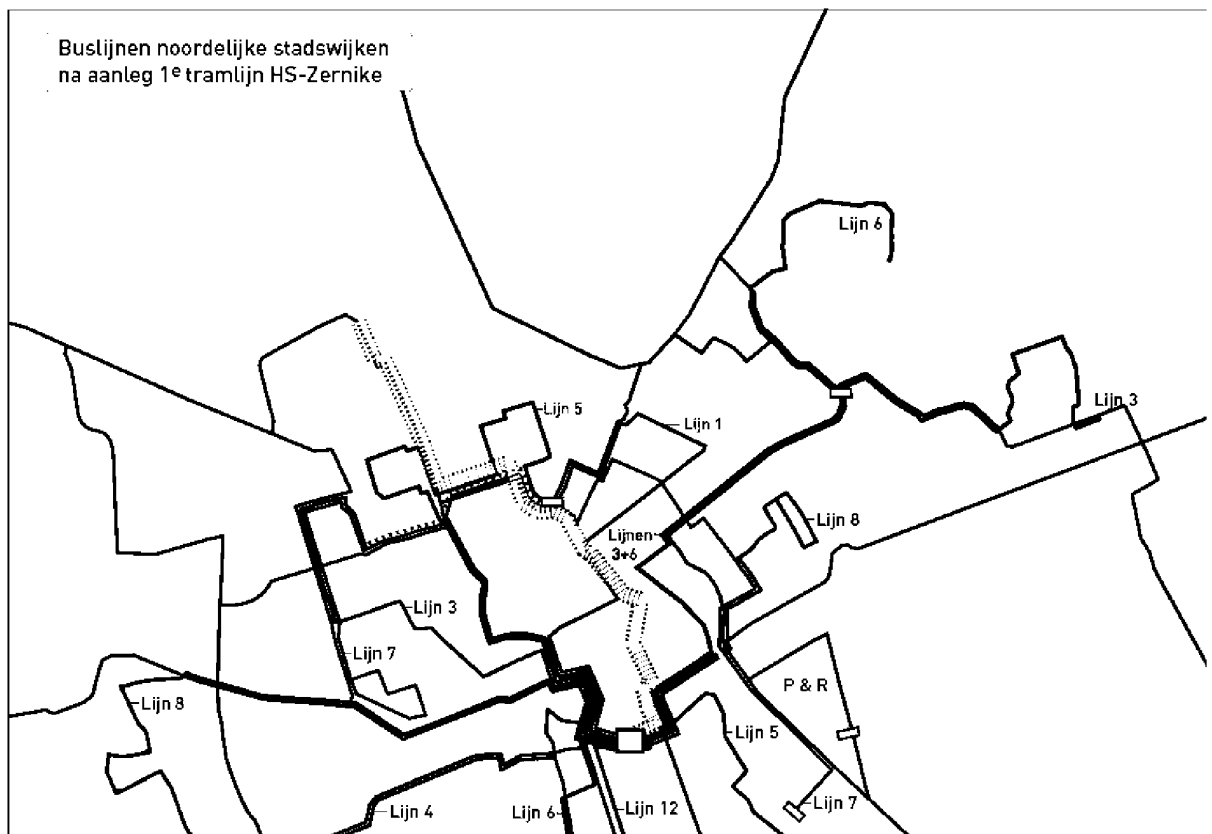 Buslijnen noordelijke stadswijken
na aanleg 1e tramlijn HS-Zernike
Lijn 6
Lijn 3
Lijn 5
Lijn 1
Lijnen
3+6
Lijn 8
Lijn 3
Lijn 7
Lijn 8
P & R
Lijn 5
Lijn 4
Lijn 6
Lijn 12
Lijn 7